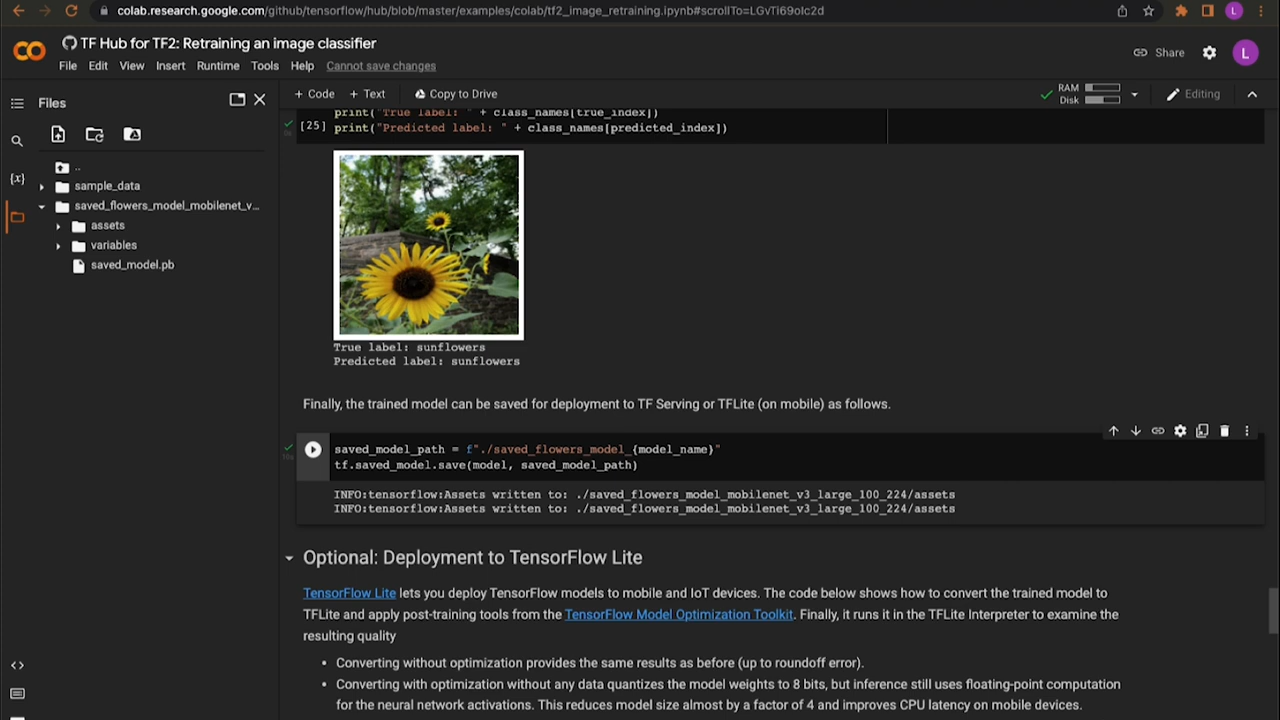 colab.research.google.com/github/tensorflow/hub/blob/master/examples/colab/tf2_image_retraining.ipynb#scrollTo=LGvTi69oIc2d
L
TF Hub for TF2: Retraining an image classifier
File Edit View Insert Runtime Tools Help Cannot save changes
Share
L
Files
+ Code + Text Copy to Drive
RAM
Disk
Editing
..
sample_data
saved_flowers_model_mobilenet_v...
assets
variables
saved_model.pb
{x}
print("True label: " + class_names[true_index])
[25] print("Predicted label: " + class_names[predicted_index])
True label: sunflowers
Predicted label: sunflowers
Finally, the trained model can be saved for deployment to TF Serving or TFLite (on mobile) as follows.
saved_model_path = f"./saved_flowers_model_{model_name}"
tf.saved_model.save(model, saved_model_path)
INFO:tensorflow:Assets written to: ./saved_flowers_model_mobilenet_v3_large_100_224/assets
INFO:tensorflow:Assets written to: ./saved_flowers_model_mobilenet_v3_large_100_224/assets
Optional: Deployment to TensorFlow Lite
TensorFlow Lite lets you deploy TensorFlow models to mobile and IoT devices. The code below shows how to convert the trained model to
TFLite and apply post-training tools from the TensorFlow Model Optimization Toolkit. Finally, it runs it in the TFLite Interpreter to examine the
resulting quality
• Converting without optimization provides the same results as before (up to roundoff error).
• Converting with optimization without any data quantizes the model weights to 8 bits, but inference still uses floating-point computation
for the neural network activations. This reduces model size almost by a factor of 4 and improves CPU latency on mobile devices.